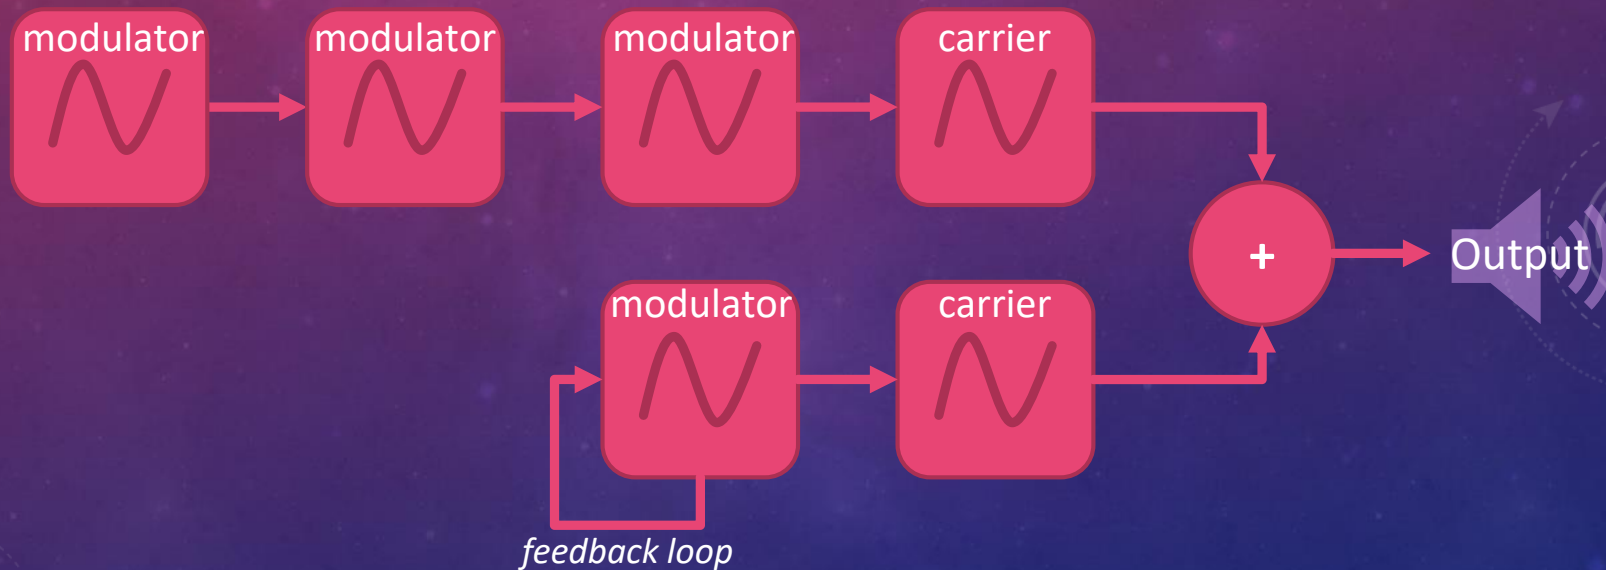 modulator
modulator
modulator
carrier
+
Output
modulator
carrier
feedback loop